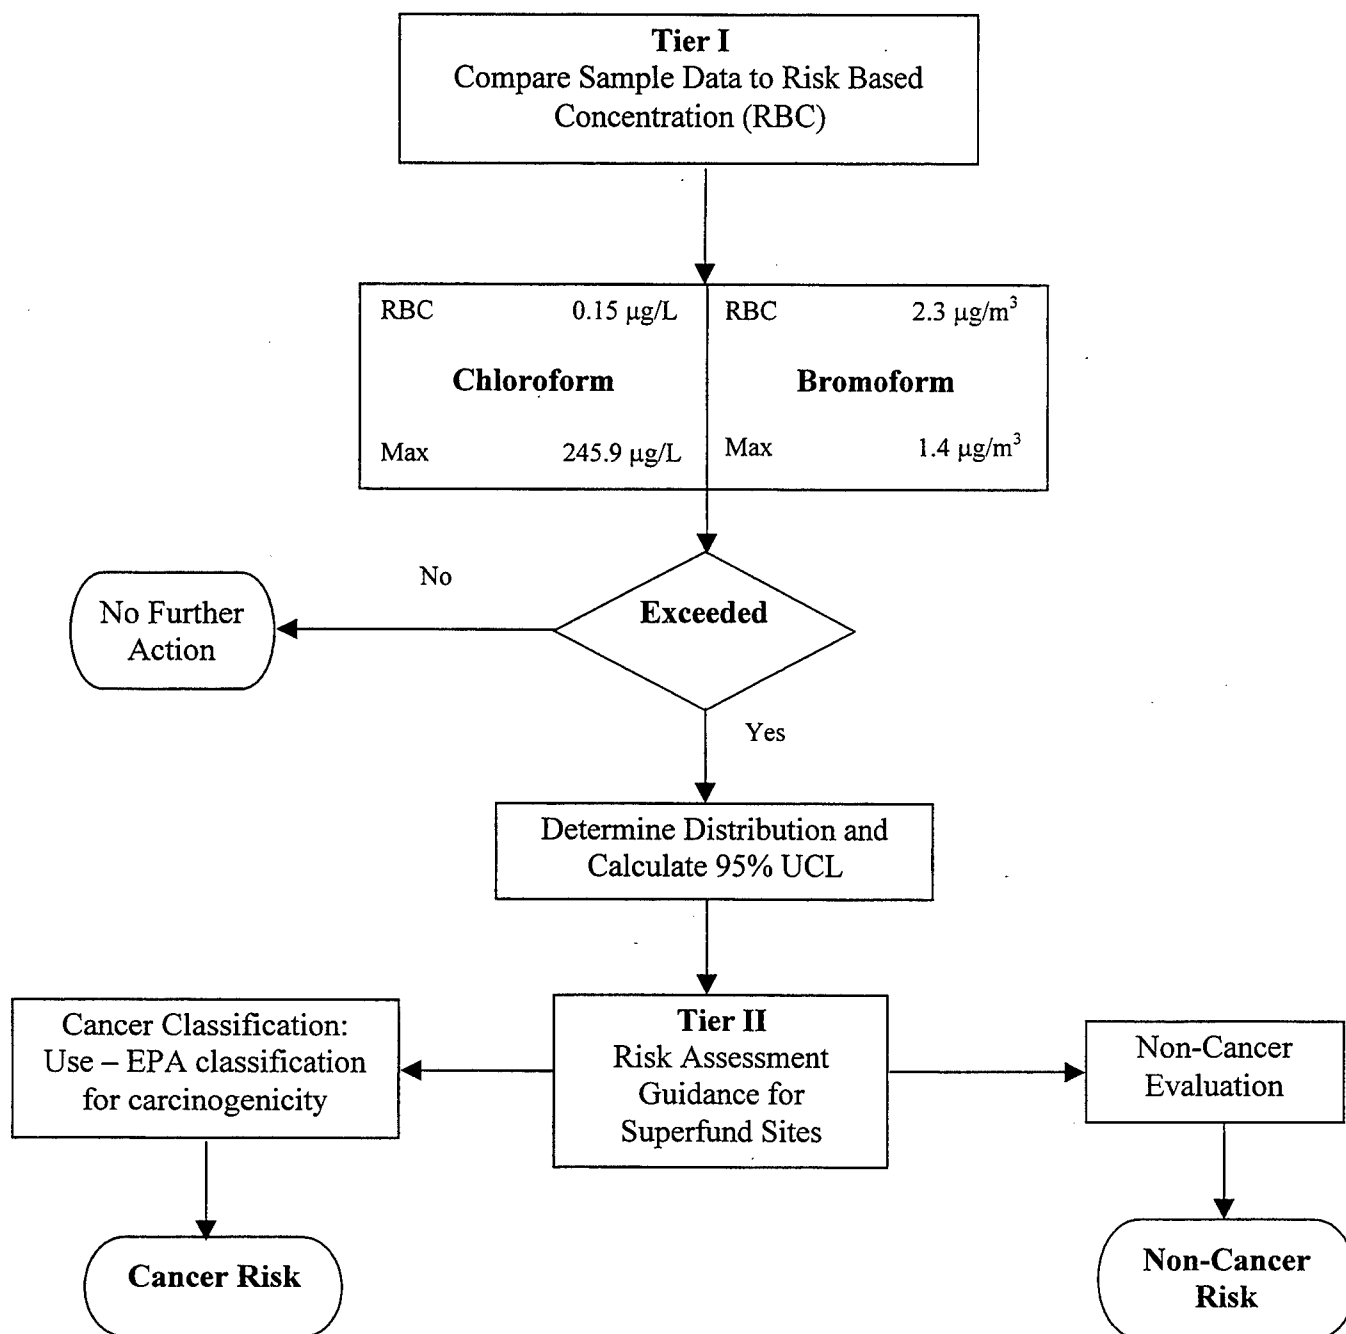 Tier I
Compare Sample Data to Risk Based
Concentration (RBC)
RBC 0.15 µg/L
Chloroform
Max 245.9 µg/L
RBC 2.3 µg/m³
Bromoform
Max 1.4 µg/m³
Exceeded
No
No Further
Action
Yes
Determine Distribution and
Calculate 95% UCL
Tier II
Risk Assessment
Guidance for
Superfund Sites
Cancer Classification:
Use – EPA classification
for carcinogenicity
Non-Cancer
Evaluation
Cancer Risk
Non-Cancer
Risk